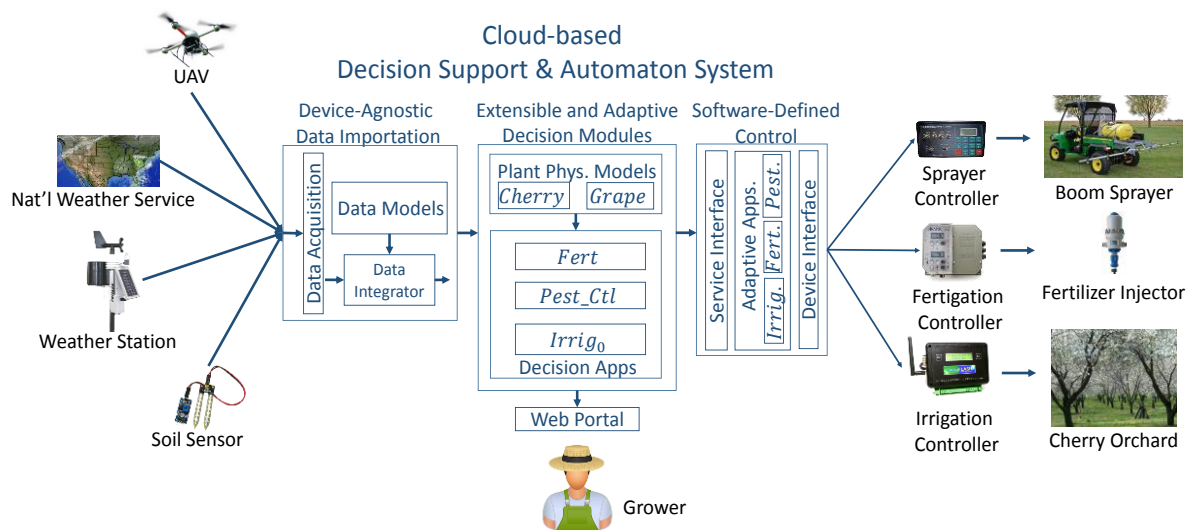 Cloud-based
Decision Support & Automaton System
UAV
Nat'l Weather Service
Weather Station
Soil Sensor
Device-Agnostic
Data Importation
Data Acquisition
Data Models
Data
Integrator
Extensible and Adaptive
Decision Modules
Plant Phys. Models
Cherry
Grape
Fert
Pest_Ctl
Irrig₀
Decision Apps
Web Portal
Grower
Software-Defined
Control
Service Interface
Adaptive Apps.
Irrig.
Fert.
Pest.
Device Interface
Sprayer
Controller
Boom Sprayer
Fertigation
Controller
Fertilizer Injector
Irrigation
Controller
Cherry Orchard